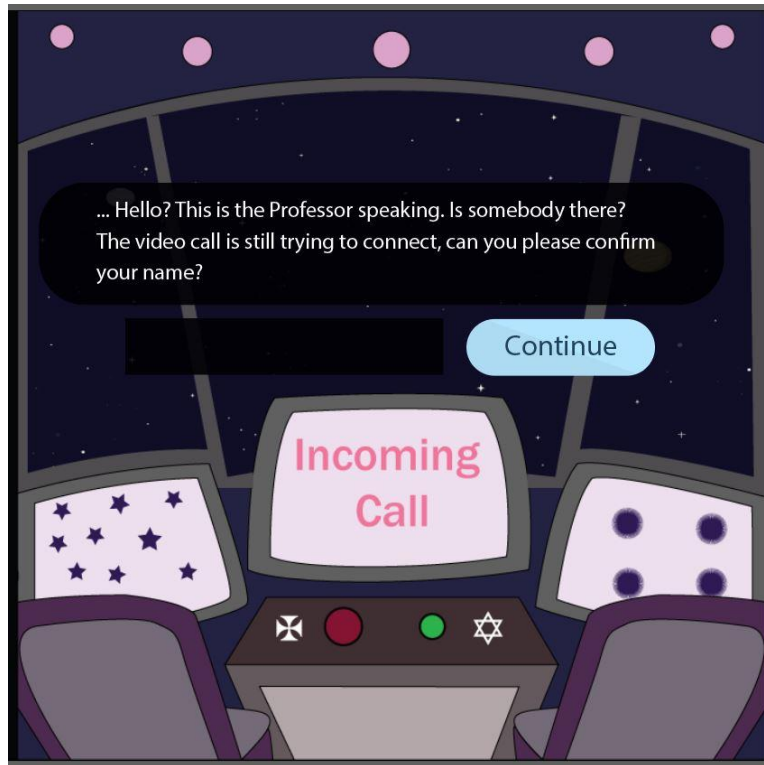 ... Hello? This is the Professor speaking. Is somebody there?
The video call is still trying to connect, can you please confirm
your name?
Continue
Incoming
Call